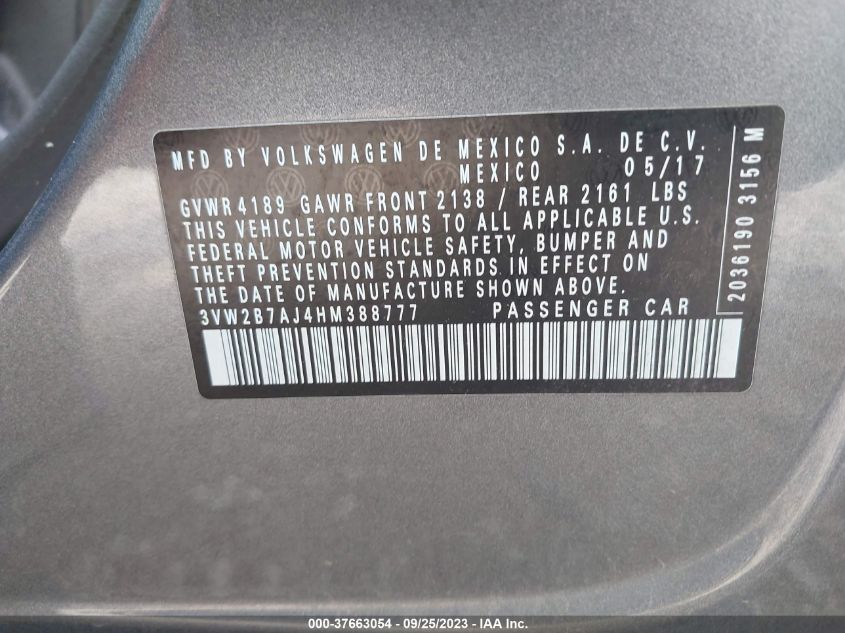 MFD BY VOLKSWAGEN DE MEXICO S.A. DE C.V.
MEXICO 05/17
GVWR 4189 GAWR FRONT 2138 / REAR 2161 LBS
THIS VEHICLE CONFORMS TO ALL APPLICABLE U.S.
FEDERAL MOTOR VEHICLE SAFETY, BUMPER AND
THEFT PREVENTION STANDARDS IN EFFECT ON
THE DATE OF MANUFACTURE SHOWN ABOVE.
3VW2B7AJ4HM388777 PASSENGER CAR
2036190 3156 M
000-37663054 - 09/25/2023 - IAA Inc.